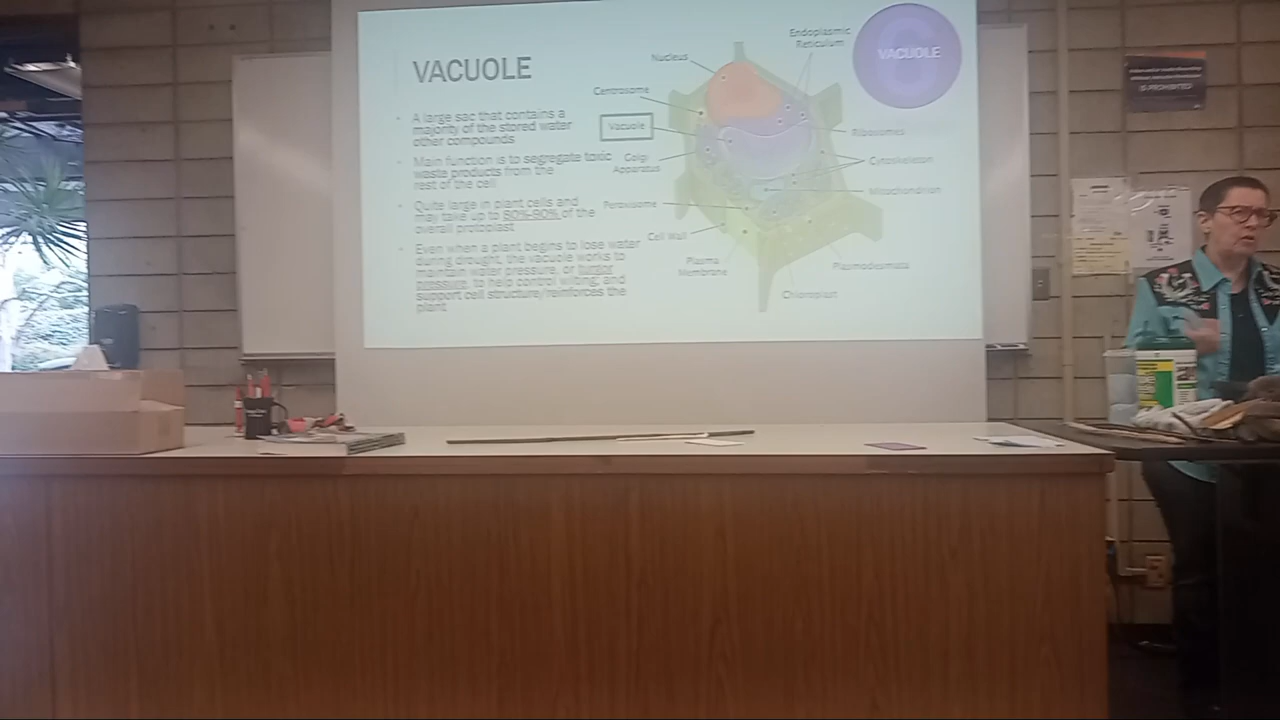 VACUOLE
A large sac that contains a
majority of the stored water
other compounds
Main function is to segregate toxic
waste products from the
rest of the cell
Quite large in plant cells and
may take up to 80%-90% of the
overall protoplast
Even when a plant begins to lose water
during drought, the vacuole works to
maintain water pressure, or turgor
pressure, to help control wilting, and
support cell structure/reinforces the
plant
Nucleus
Endoplasmic
Reticulum
Centrosome
Vacuole
Golgi
Apparatus
Peroxisome
Cell Wall
Plasma
Membrane
Ribosomes
Cytoskeleton
Mitochondrion
Plasmodesmata
Chloroplast
VACUOLE
IS PROHIBITED